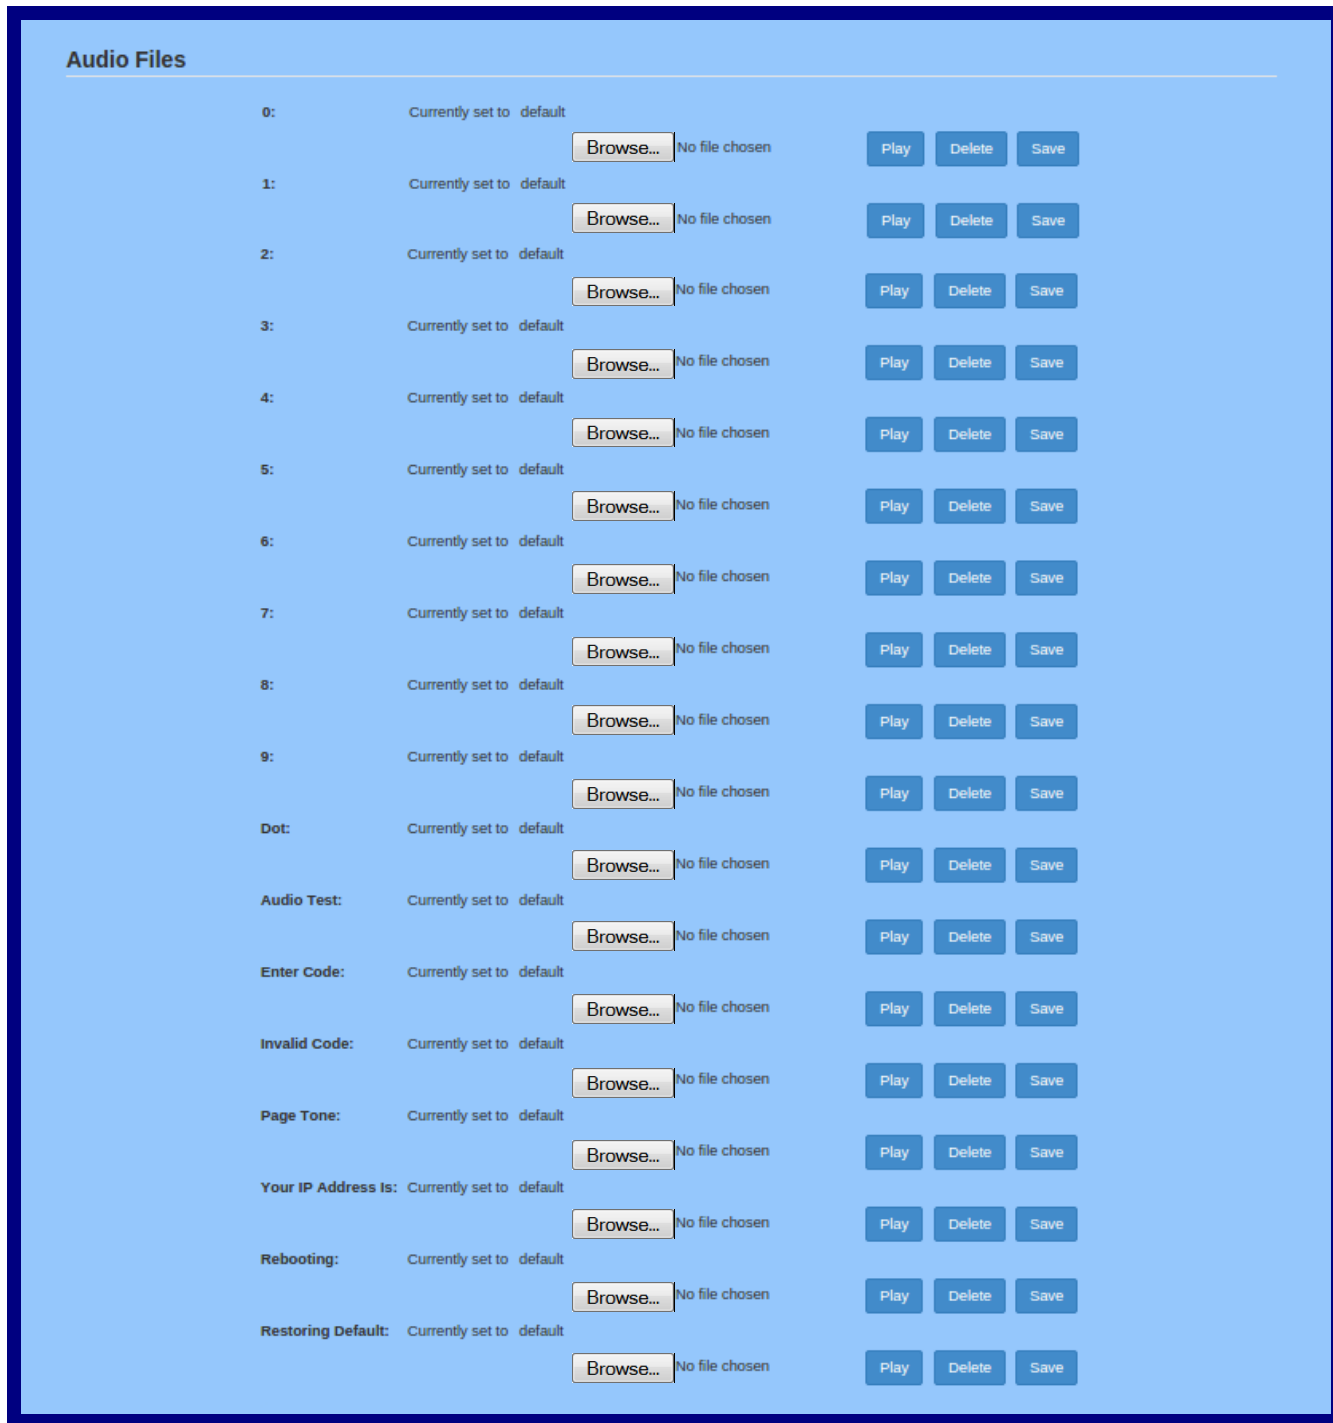 Audio Files
0: Currently set to default
Browse... No file chosen Play Delete Save
1: Currently set to default
Browse... No file chosen Play Delete Save
2: Currently set to default
Browse... No file chosen Play Delete Save
3: Currently set to default
Browse... No file chosen Play Delete Save
4: Currently set to default
Browse... No file chosen Play Delete Save
5: Currently set to default
Browse... No file chosen Play Delete Save
6: Currently set to default
Browse... No file chosen Play Delete Save
7: Currently set to default
Browse... No file chosen Play Delete Save
8: Currently set to default
Browse... No file chosen Play Delete Save
9: Currently set to default
Browse... No file chosen Play Delete Save
Dot: Currently set to default
Browse... No file chosen Play Delete Save
Audio Test: Currently set to default
Browse... No file chosen Play Delete Save
Enter Code: Currently set to default
Browse... No file chosen Play Delete Save
Invalid Code: Currently set to default
Browse... No file chosen Play Delete Save
Page Tone: Currently set to default
Browse... No file chosen Play Delete Save
Your IP Address Is: Currently set to default
Browse... No file chosen Play Delete Save
Rebooting: Currently set to default
Browse... No file chosen Play Delete Save
Restoring Default: Currently set to default
Browse... No file chosen Play Delete Save